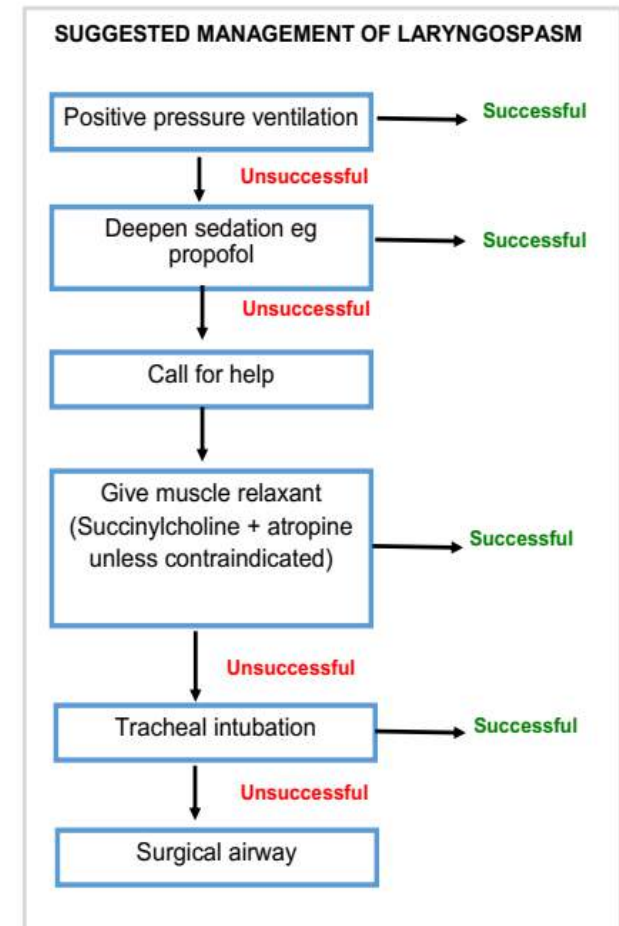 SUGGESTED MANAGEMENT OF LARYNGOSPASM
Positive pressure ventilation
Successful
Unsuccessful
Deepen sedation eg
propofol
Successful
Unsuccessful
Call for help
Give muscle relaxant
(Succinylcholine + atropine
unless contraindicated)
Successful
Unsuccessful
Tracheal intubation
Successful
Unsuccessful
Surgical airway